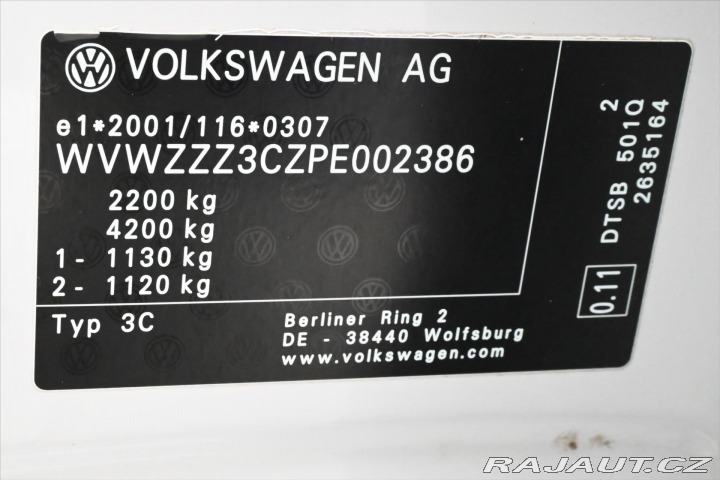 VOLKSWAGEN AG
e1*2001/116*0307
WVWZZZ3CZPE002386
2200 kg
4200 kg
1- 1130 kg
2- 1120 kg
Typ 3C
Berliner Ring 2
DE - 38440 Wolfsburg
www.volkswagen.com
0.11
DTSB 501Q 2
2635164
RAJAUT.CZ